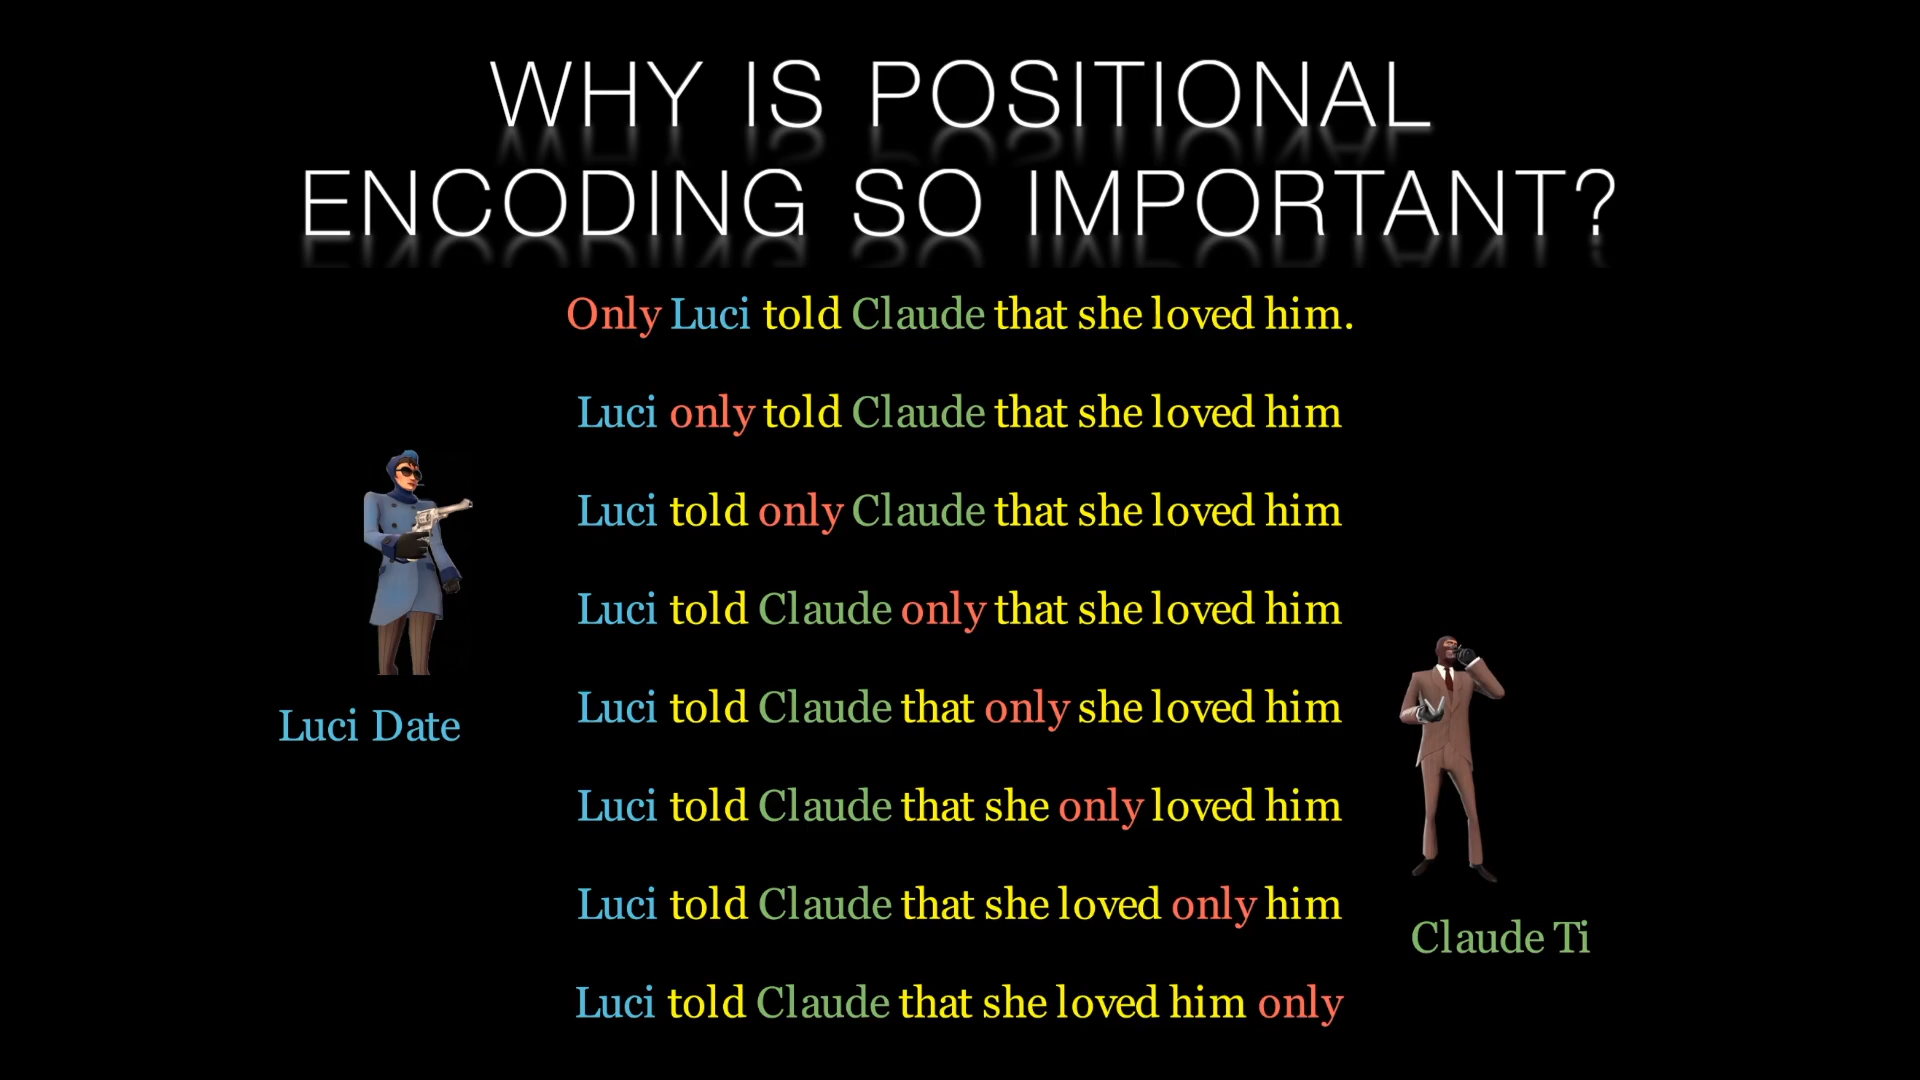 WHY IS POSITIONAL
ENCODING SO IMPORTANT?
Only Luci told Claude that she loved him.
Luci only told Claude that she loved him
Luci told only Claude that she loved him
Luci told Claude only that she loved him
Luci told Claude that only she loved him
Luci Date
Luci told Claude that she only loved him
Luci told Claude that she loved only him
Claude Ti
Luci told Claude that she loved him only